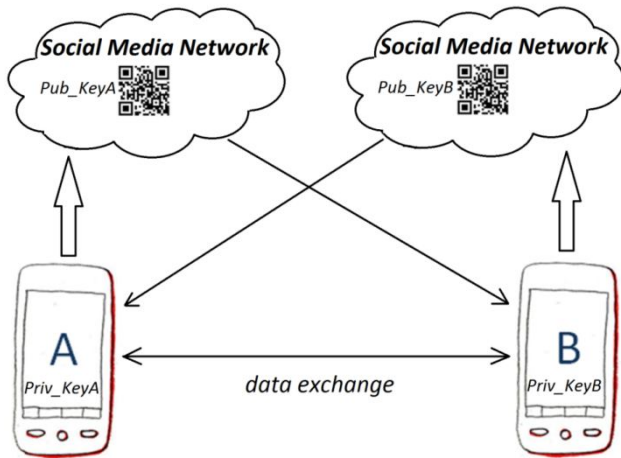 Social Media Network
Pub_KeyA
Social Media Network
Pub_KeyB
A
Priv_KeyA
B
Priv_KeyB
data exchange